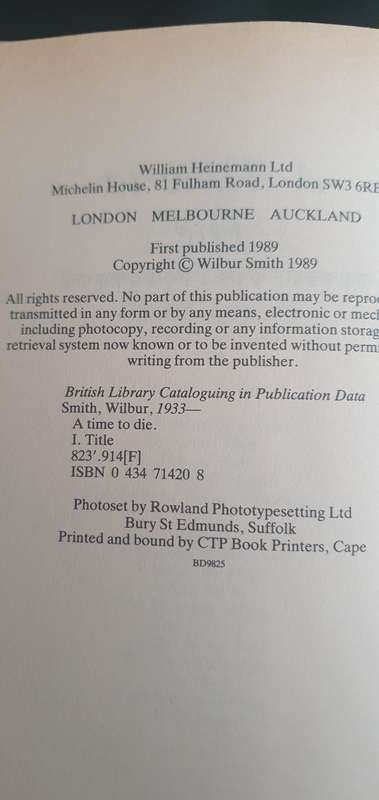 William Heinemann Ltd
Michelin House, 81 Fulham Road, London SW3 6RB
LONDON MELBOURNE AUCKLAND
First published 1989
Copyright © Wilbur Smith 1989
All rights reserved. No part of this publication may be
transmitted in any form or by any means, electronic or
including photocopy, recording or any information
retrieval system now known or to be invented without
writing from the publisher.
British Library Cataloguing in Publication Data
Smith, Wilbur, 1933—
A time to die.
I. Title
823'.914[F]
ISBN 0 434 71420 8
Photoset by Rowland Phototypesetting Ltd
Bury St Edmunds, Suffolk
Printed and bound by CTP Book Printers, Cape
BD9825